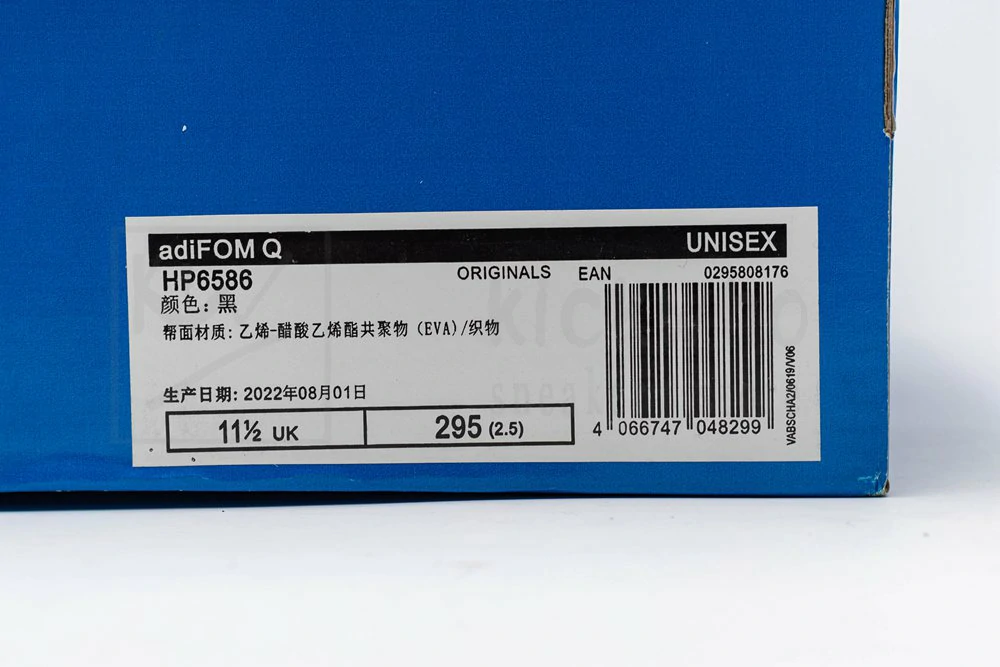 adiFOM Q UNISEX
HP6586 ORIGINALS EAN 0295808176
颜色: 黑
帮面材质: 乙烯-醋酸乙烯酯共聚物 (EVA)/织物
生产日期: 2022年08月01日
11½ UK 295 (2.5)
4 066747 048299
VABSCHA2/0619/V06